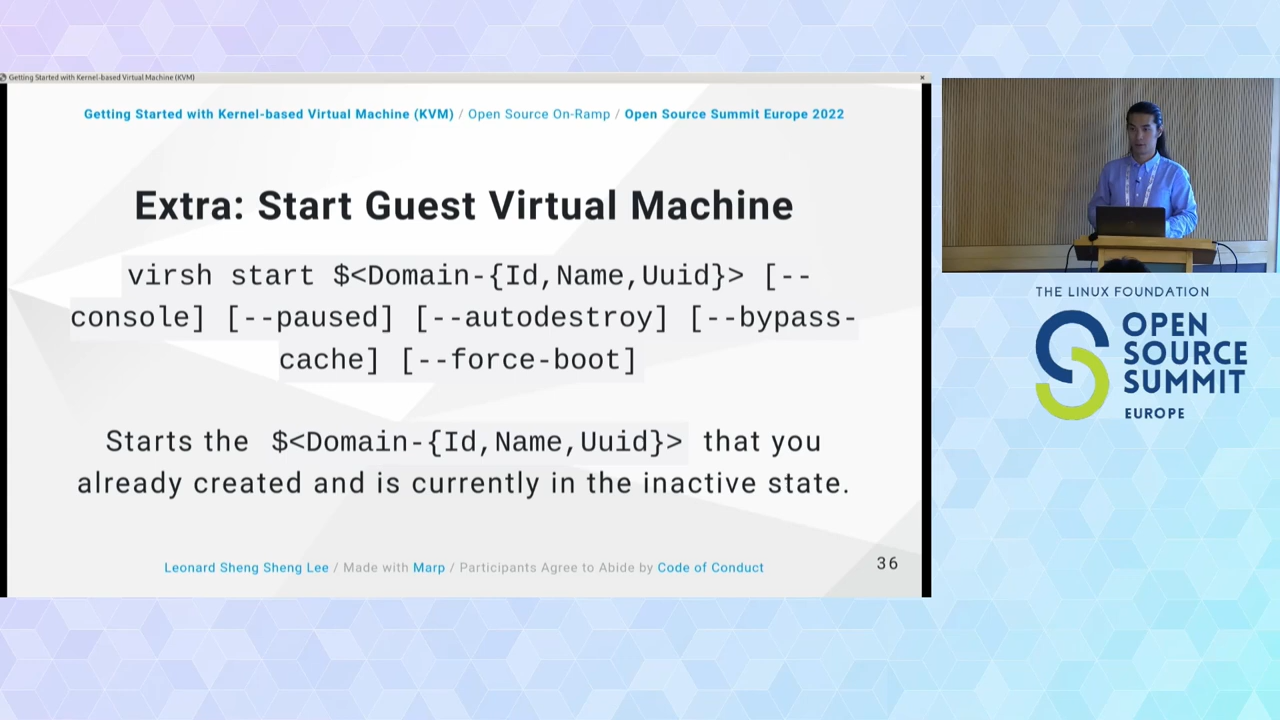 Getting Started with Kernel-based Virtual Machine (KVM)
Getting Started with Kernel-based Virtual Machine (KVM) / Open Source On-Ramp / Open Source Summit Europe 2022
Extra: Start Guest Virtual Machine
virsh start $<Domain-{Id,Name,Uuid}> [--
console] [--paused] [--autodestroy] [--bypass-
cache] [--force-boot]
Starts the $<Domain-{Id,Name,Uuid}> that you
already created and is currently in the inactive state.
Leonard Sheng Sheng Lee / Made with Marp / Participants Agree to Abide by Code of Conduct
36
THE LINUX FOUNDATION
OPEN
SOURCE
SUMMIT
EUROPE